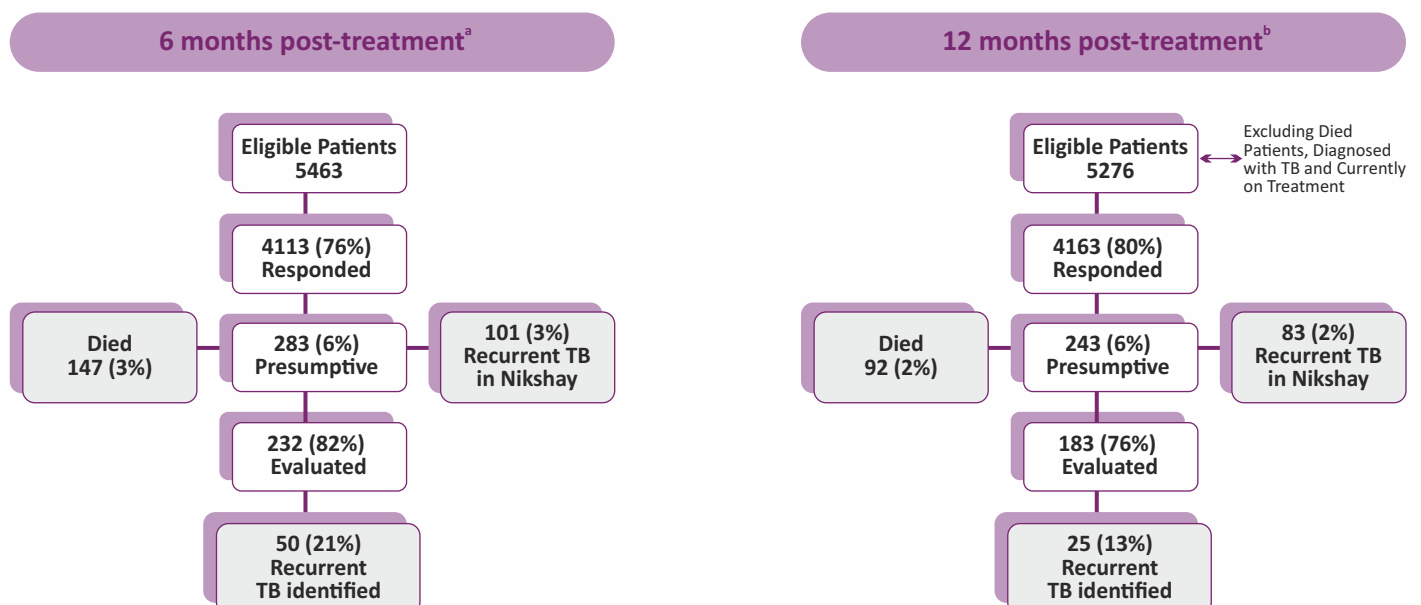 6 months post-treatmentᵃ
Eligible Patients
5463
4113 (76%)
Responded
Died
147 (3%)
283 (6%)
Presumptive
101 (3%)
Recurrent TB
in Nikshay
232 (82%)
Evaluated
50 (21%)
Recurrent
TB identified
12 months post-treatmentᵇ
Eligible Patients
5276
Excluding Died
Patients, Diagnosed
with TB and Currently
on Treatment
4163 (80%)
Responded
Died
92 (2%)
243 (6%)
Presumptive
83 (2%)
Recurrent TB
in Nikshay
183 (76%)
Evaluated
25 (13%)
Recurrent
TB identified